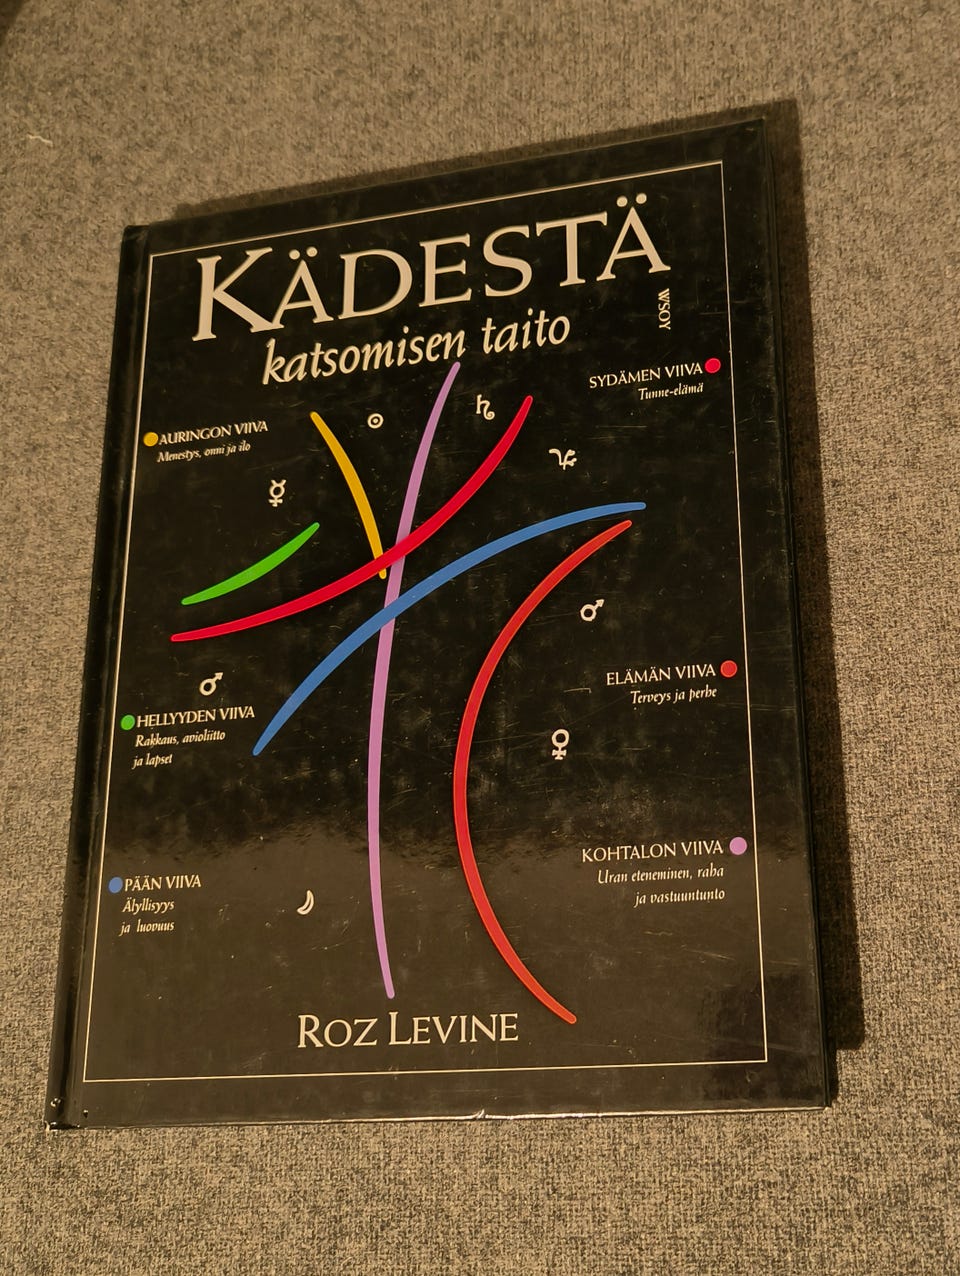 KÄDESTÄ
katsomisen taito
WSOY
SYDÄMEN VIIVA
Tunne-elämä
AURINGON VIIVA
Menestys, onni ja ilo
ELÄMÄN VIIVA
Terveys ja perhe
HELLYYDEN VIIVA
Rakkaus, avioliitto
ja lapset
KOHTALON VIIVA
Uran eteneminen, raha
ja vastuuntunto
PÄÄN VIIVA
Älyllisyys
ja luovuus
ROZ LEVINE